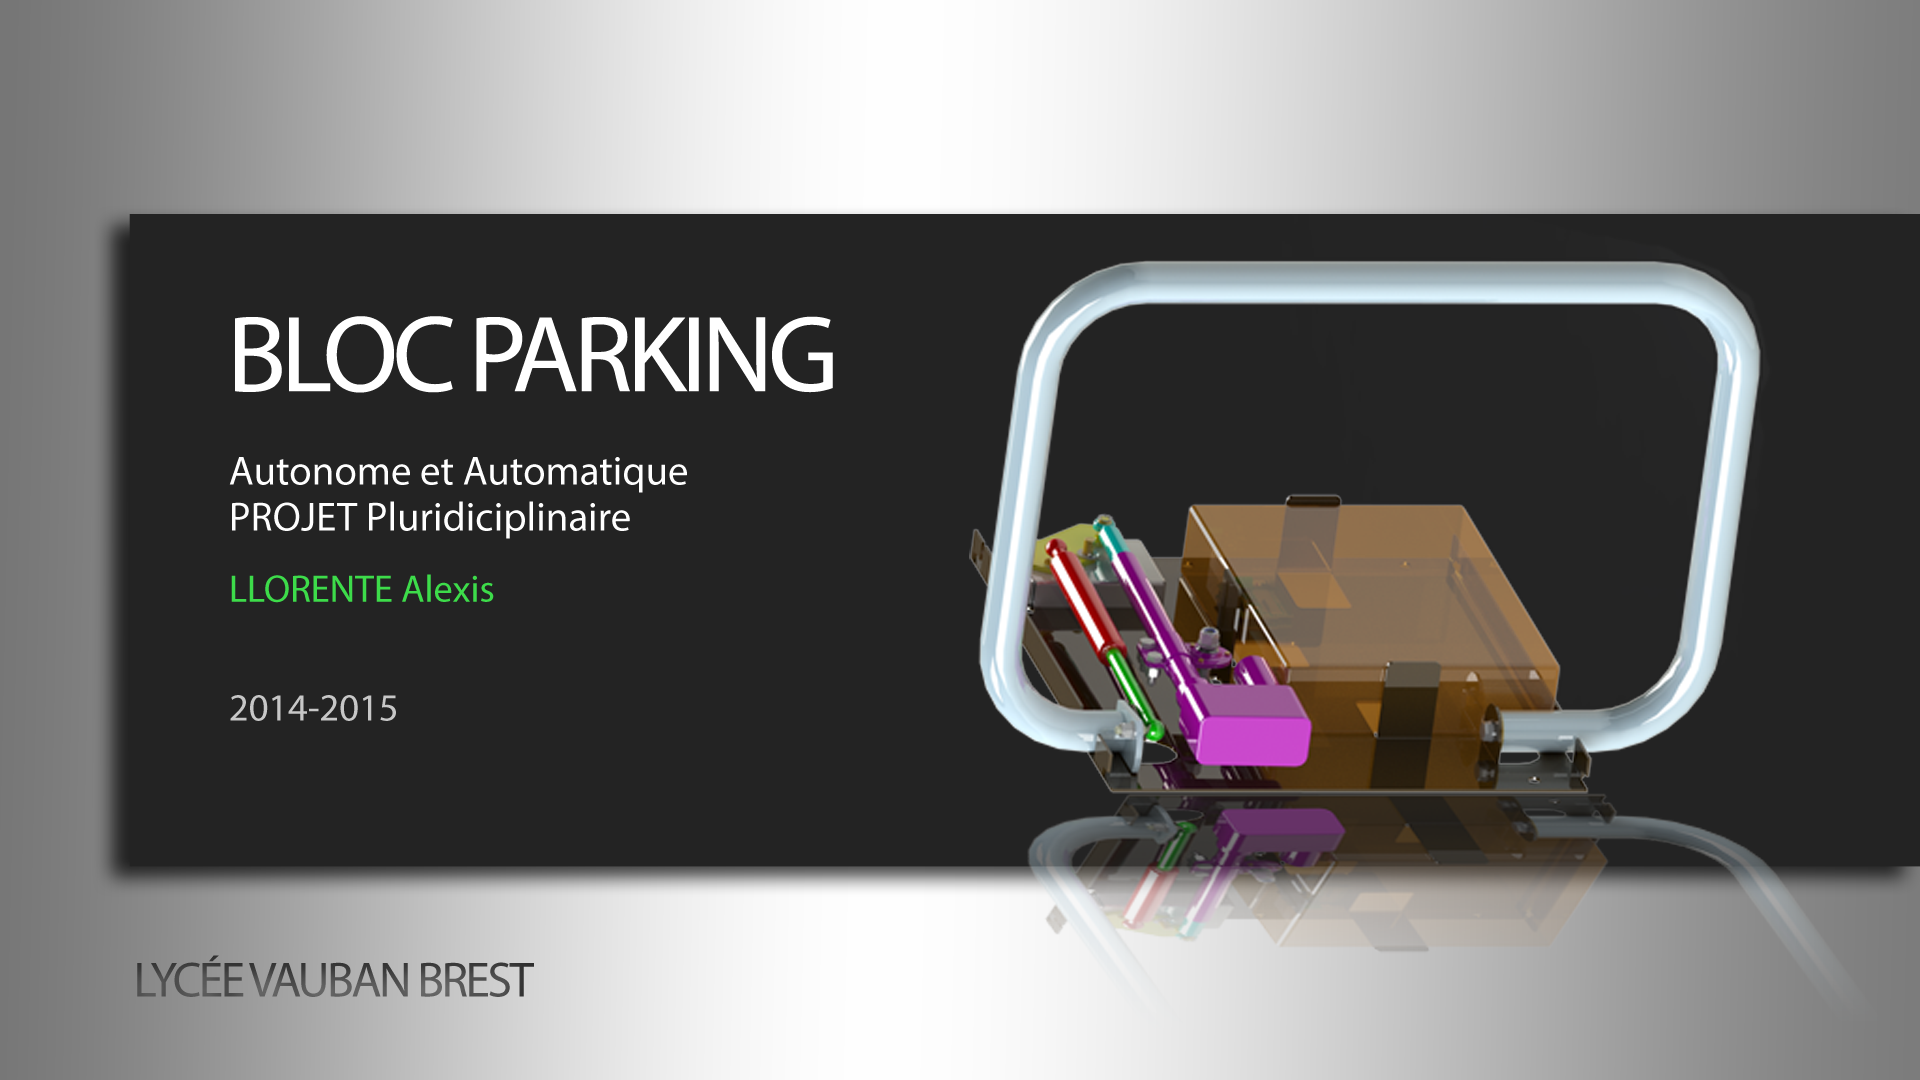 BLOC PARKING
Autonome et Automatique
PROJET Pluridiciplinaire
LLORENTE Alexis
2014-2015
LYCÉE VAUBAN BREST